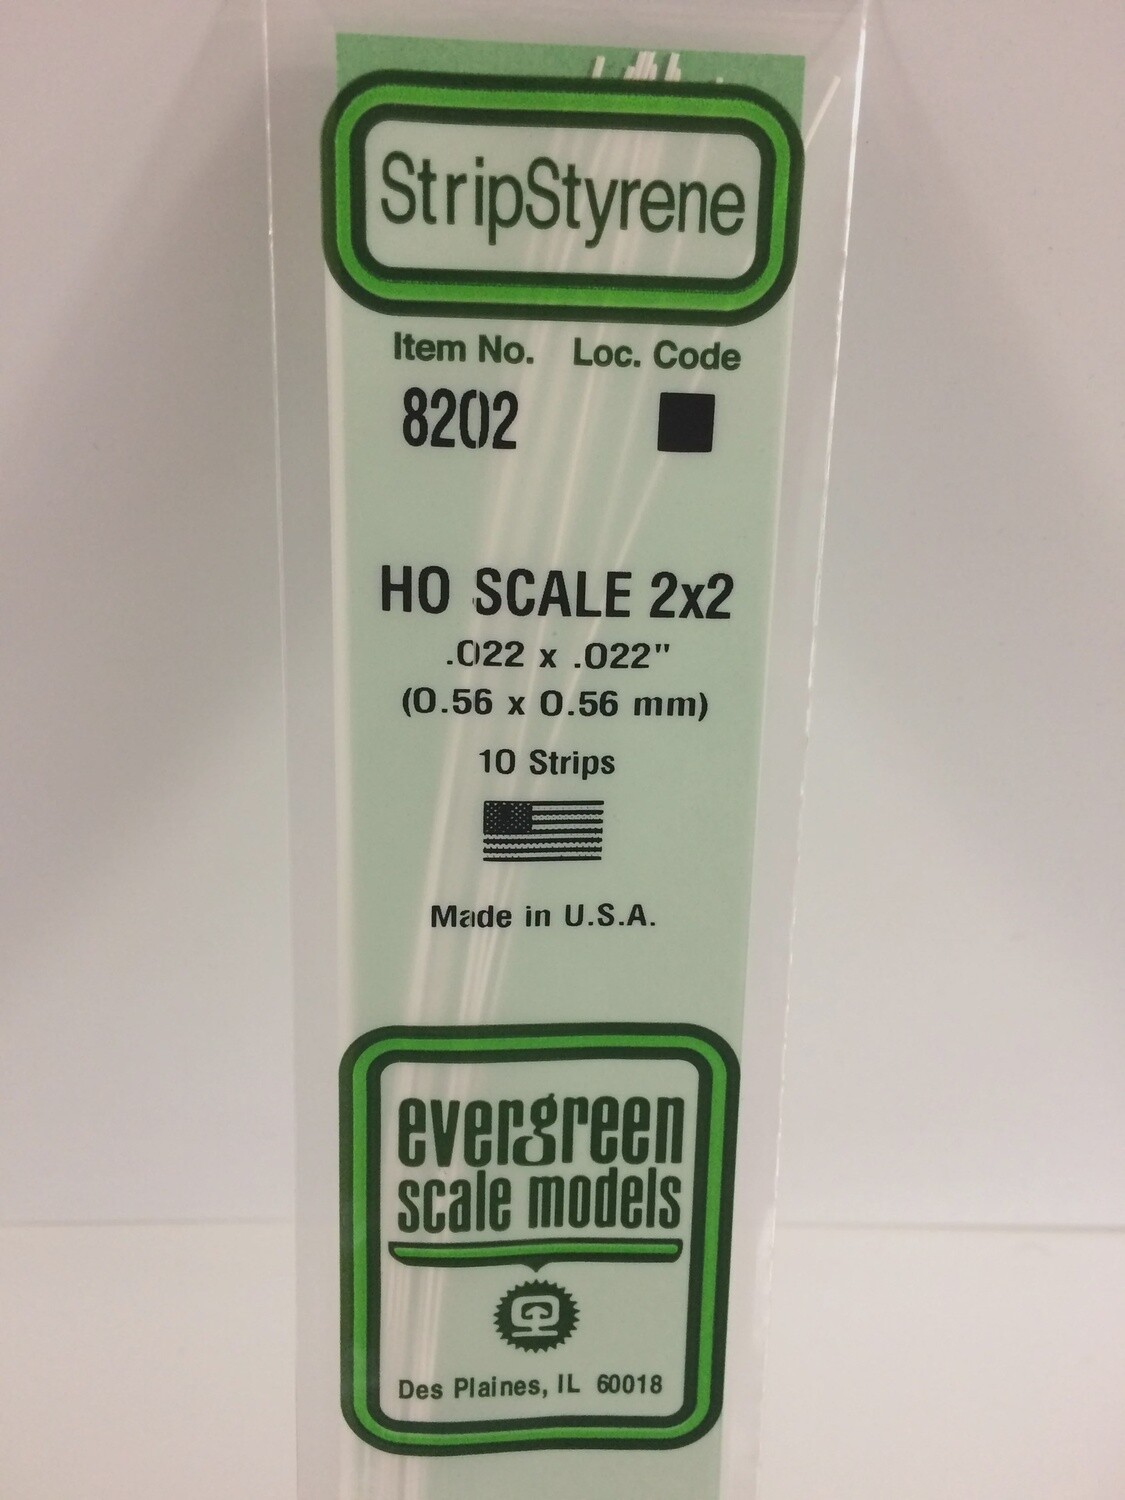 StripStyrene
Item No. Loc. Code
8202
HO SCALE 2x2
.022 x .022"
(0.56 x 0.56 mm)
10 Strips
Made in U.S.A.
evergreen
scale models
Des Plaines, IL 60018